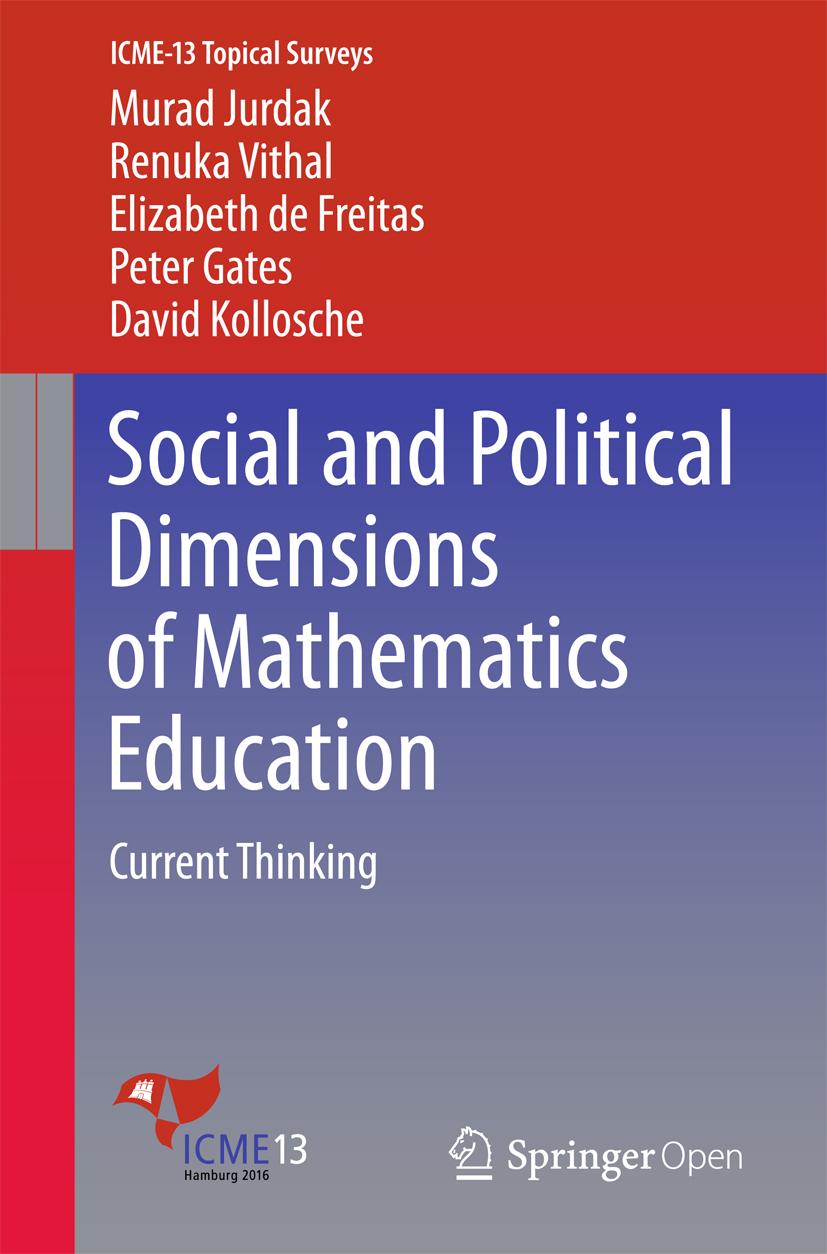 ICME-13 Topical Surveys
Murad Jurdak
Renuka Vithal
Elizabeth de Freitas
Peter Gates
David Kollosche
Social and Political
Dimensions
of Mathematics
Education
Current Thinking
ICME13
Hamburg 2016
Springer Open